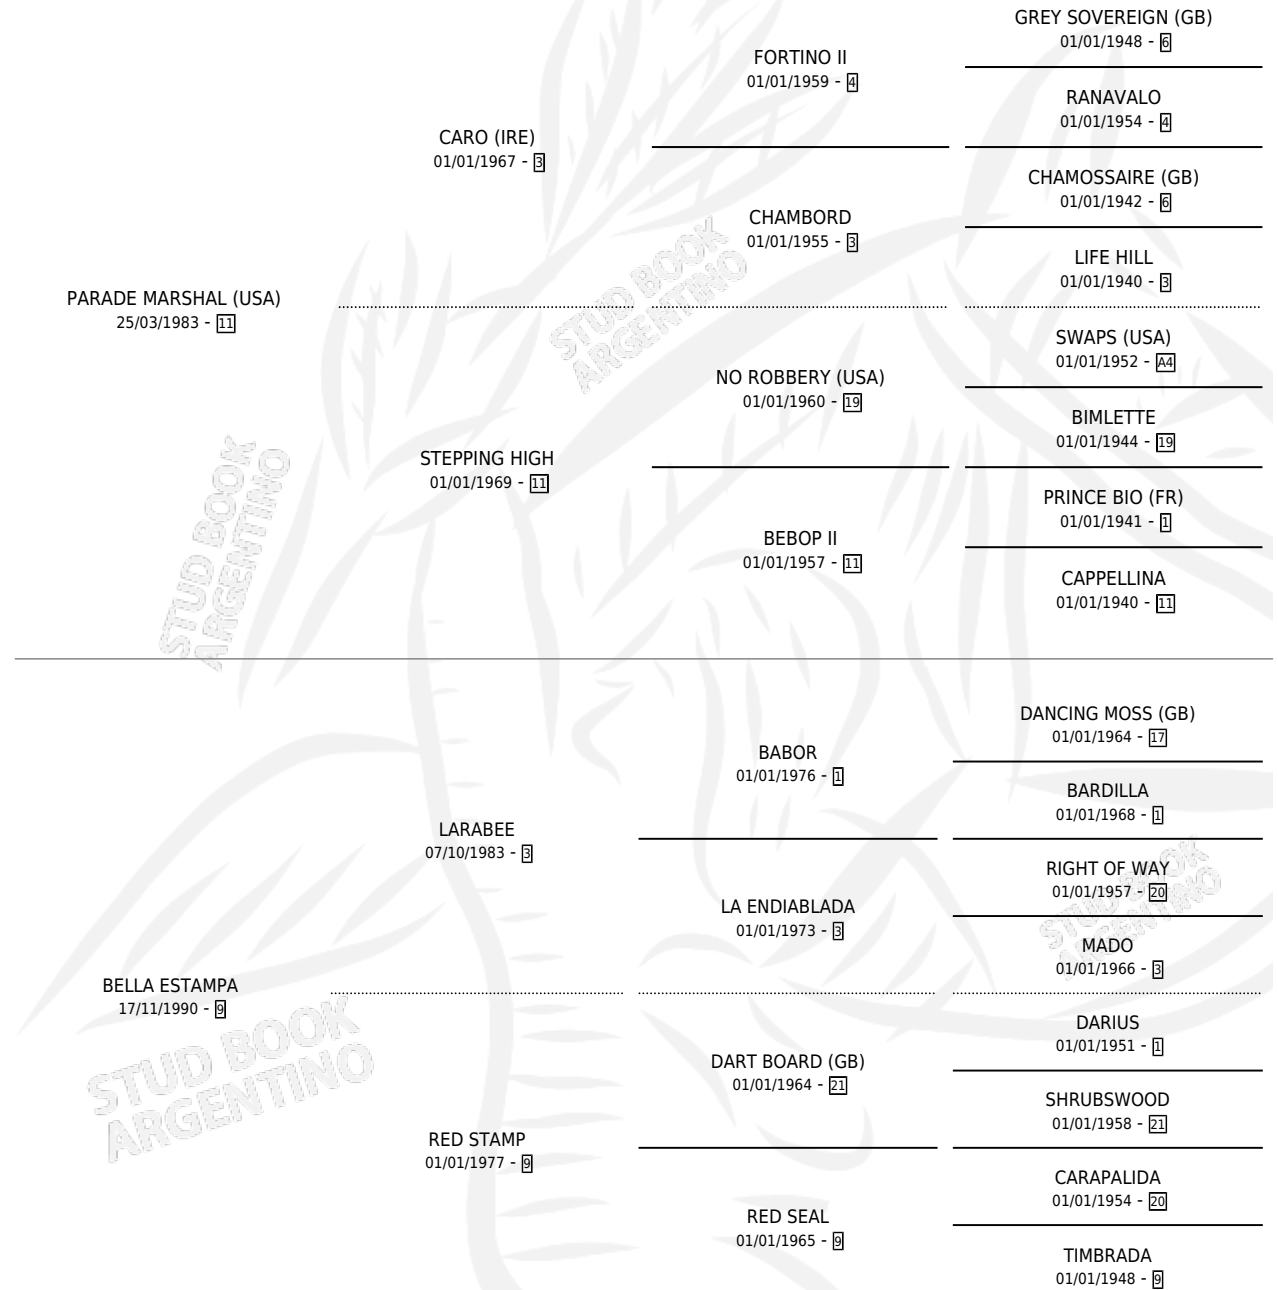 GREY SOVEREIGN (GB)
01/01/1948 - 6
FORTINO II
01/01/1959 - 4
RANAVALO
01/01/1954 - 4
CARO (IRE)
01/01/1967 - 3
CHAMOSSAIRE (GB)
01/01/1942 - 6
CHAMBORD
01/01/1955 - 3
LIFE HILL
01/01/1940 - 3
PARADE MARSHAL (USA)
25/03/1983 - 11
SWAPS (USA)
01/01/1952 - A4
NO ROBBERY (USA)
01/01/1960 - 19
BIMLETTE
01/01/1944 - 19
STEPPING HIGH
01/01/1969 - 11
PRINCE BIO (FR)
01/01/1941 - 1
BEBOP II
01/01/1957 - 11
CAPPELLINA
01/01/1940 - 11
STUD BOOK
ARGENTINO
STUD BOOK
ARGENTINO
DANCING MOSS (GB)
01/01/1964 - 17
BABOR
01/01/1976 - 1
BARDILLA
01/01/1968 - 1
LARABEE
07/10/1983 - 3
RIGHT OF WAY
01/01/1957 - 20
LA ENDIABLADA
01/01/1973 - 3
MADO
01/01/1966 - 3
BELLA ESTAMPA
17/11/1990 - 9
DARIUS
01/01/1951 - 1
DART BOARD (GB)
01/01/1964 - 21
SHRUBSWOOD
01/01/1958 - 21
RED STAMP
01/01/1977 - 9
CARAPALIDA
01/01/1954 - 20
RED SEAL
01/01/1965 - 9
TIMBRADA
01/01/1948 - 9
STUD BOOK
ARGENTINO
STUD BOOK
ARGENTINO